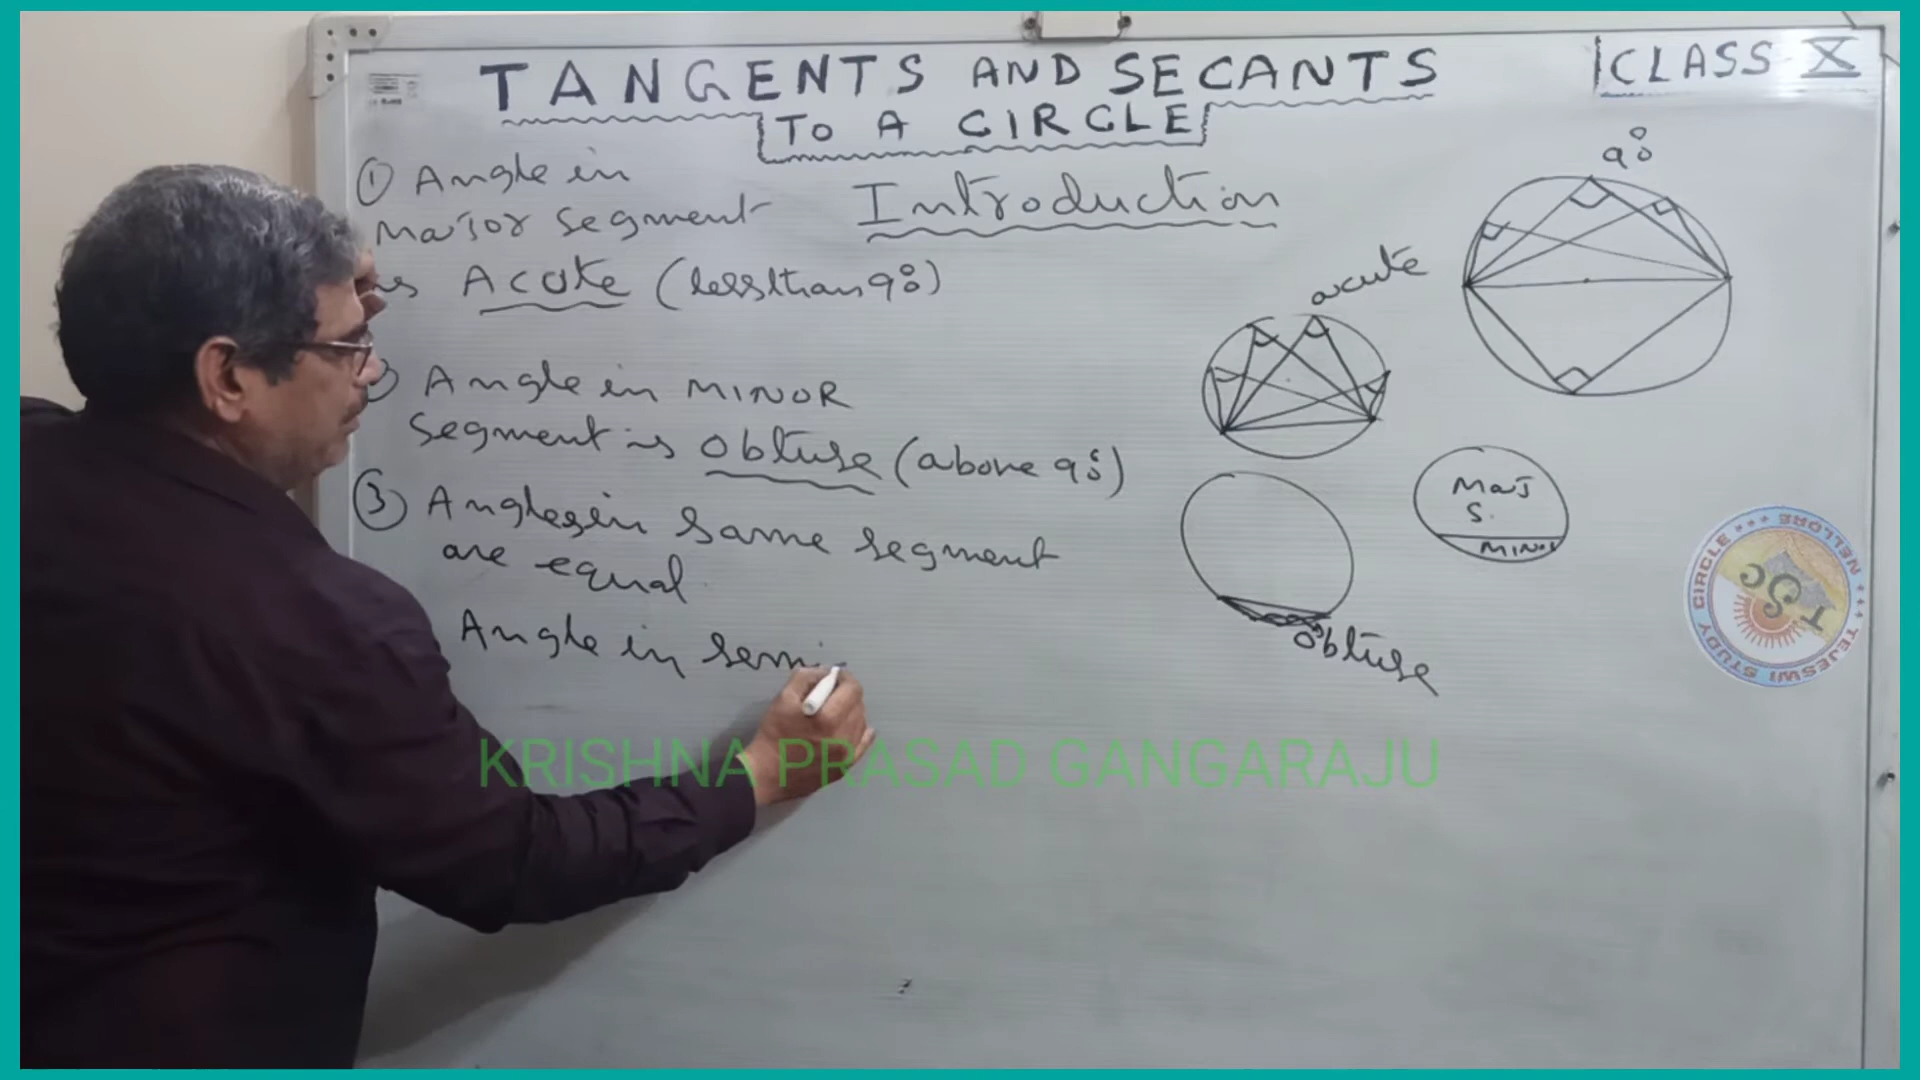 TANGENTS AND SECANTS
TO A CIRCLE
CLASS X
Introduction
① Angle in
Major segment
is Acute (less than 90°)
Angle in MINOR
segment is obtuse (above 90°)
③ Angles in same segment
are equal
Angle in semi
90°
acute
Maj
S.
MINOR
obtuse
KRISHNA PRASAD GANGARAJU
TEJESWI STUDY CIRCLE *** NELLORE ***
TSC